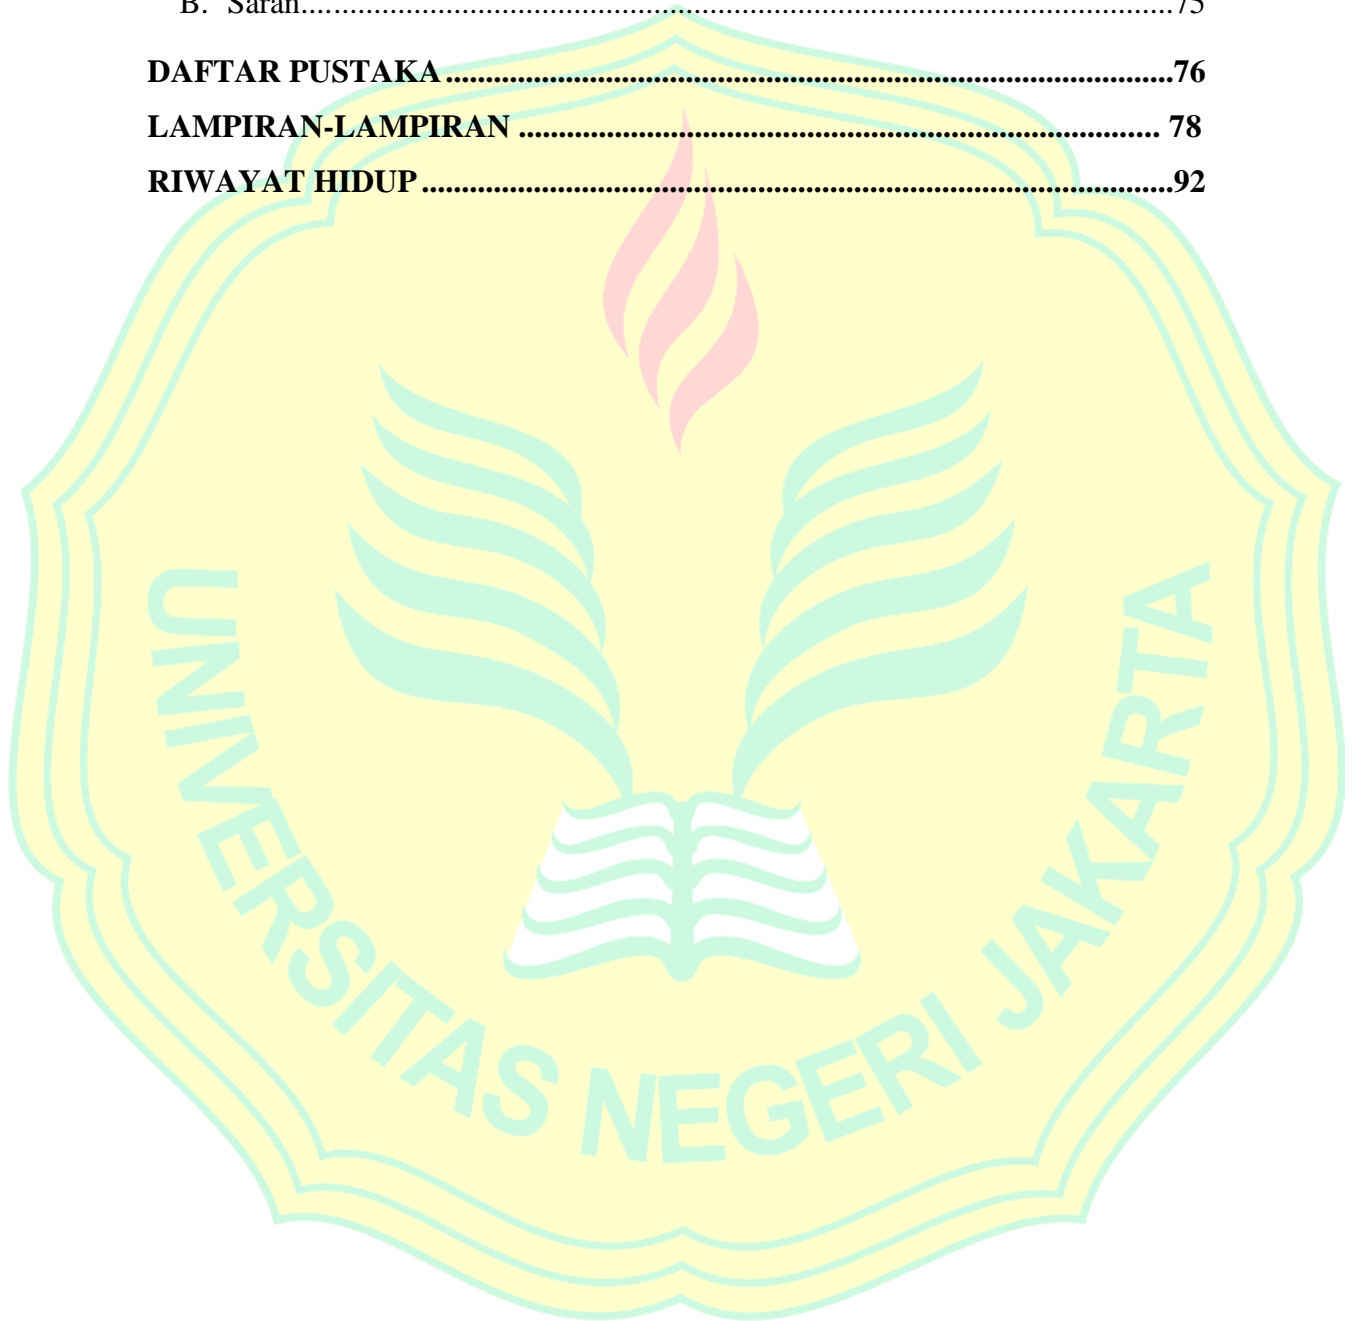 B. Saran........................................................................................................................75
DAFTAR PUSTAKA...........................................................................................76
LAMPIRAN-LAMPIRAN ................................................................................ 78
RIWAYAT HIDUP..............................................................................................92
UNIVERSITAS NEGERI JAKARTA